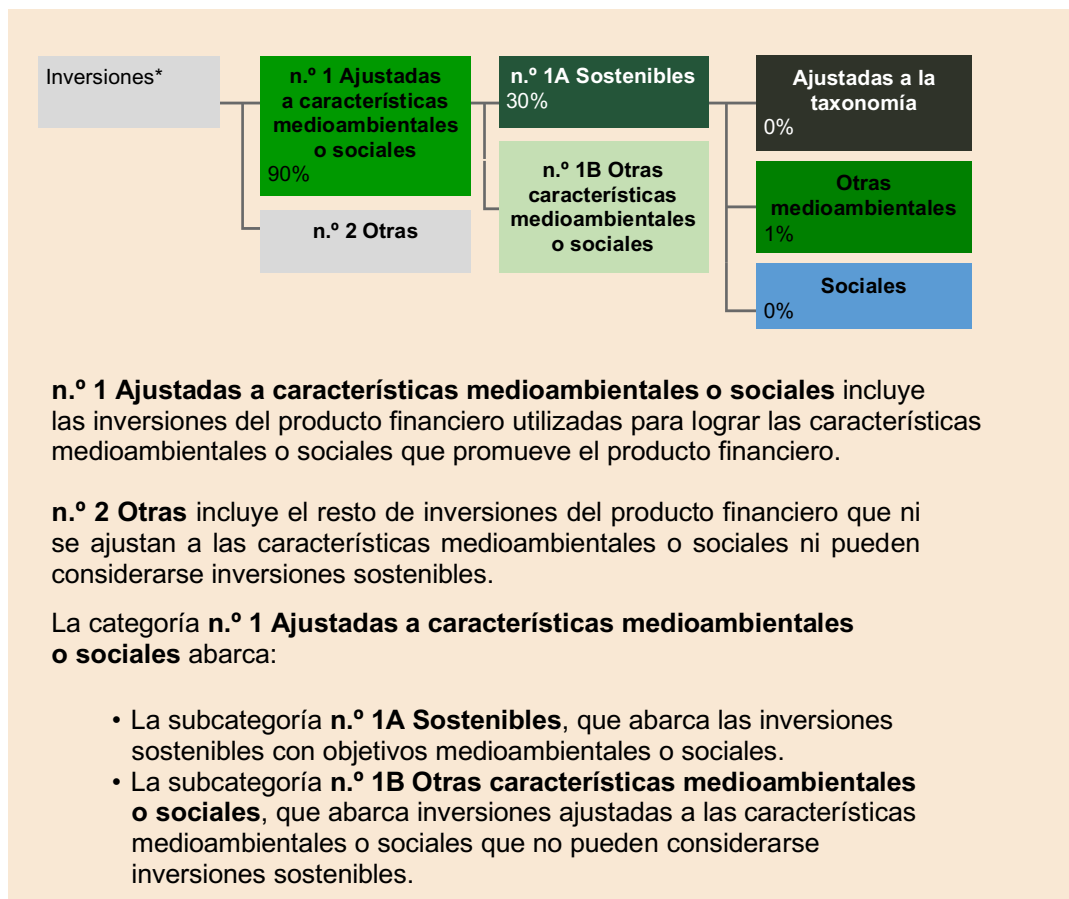 Inversiones*
n.º 1 Ajustadas
a características
medioambientales
o sociales
90%
n.º 2 Otras
n.º 1A Sostenibles
30%
n.º 1B Otras
características
medioambientales
o sociales
Ajustadas a la
taxonomía
0%
Otras
medioambientales
1%
Sociales
0%
n.º 1 Ajustadas a características medioambientales o sociales incluye
las inversiones del producto financiero utilizadas para lograr las características
medioambientales o sociales que promueve el producto financiero.
n.º 2 Otras incluye el resto de inversiones del producto financiero que ni
se ajustan a las características medioambientales o sociales ni pueden
considerarse inversiones sostenibles.
La categoría n.º 1 Ajustadas a características medioambientales
o sociales abarca:
• La subcategoría n.º 1A Sostenibles, que abarca las inversiones
sostenibles con objetivos medioambientales o sociales.
• La subcategoría n.º 1B Otras características medioambientales
o sociales, que abarca inversiones ajustadas a las características
medioambientales o sociales que no pueden considerarse
inversiones sostenibles.